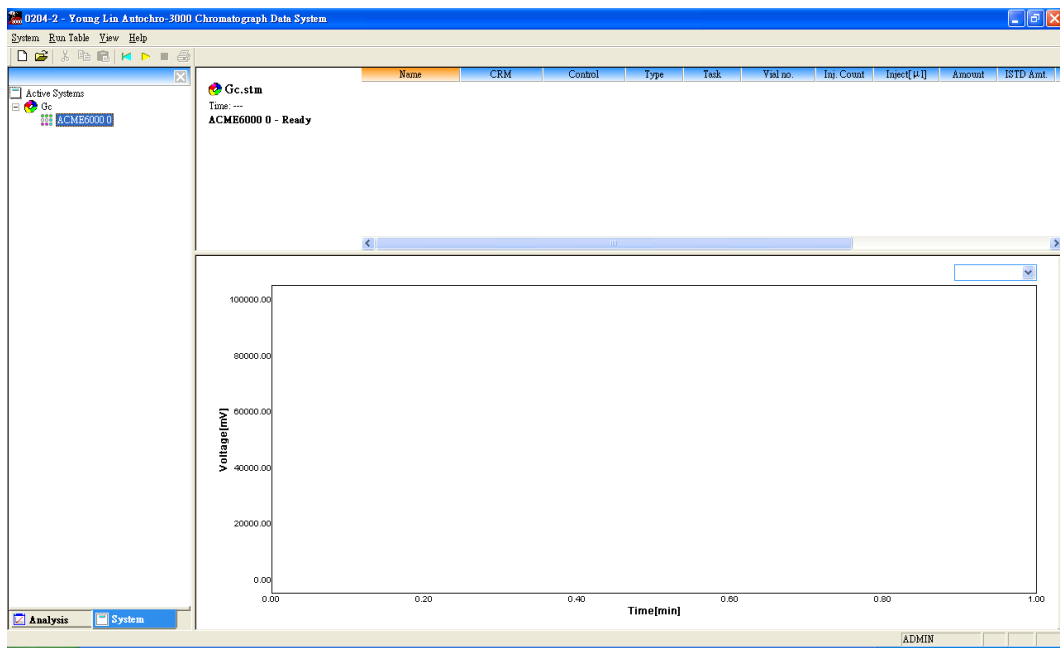 0204-2 - Young Lin Autochro-3000 Chromatograph Data System
System Run Table View Help
Active Systems
Gc
ACME6000 0
Name CRM Control Type Task Vial no. Inj. Count Inject[μl] Amount ISTD Amt.
Gc.stm
Time: ---
ACME6000 0 - Ready
100000.00
80000.00
60000.00
40000.00
20000.00
0.00
Voltage[mV]
0.00 0.20 0.40 0.60 0.80 1.00
Time[min]
Analysis System
ADMIN